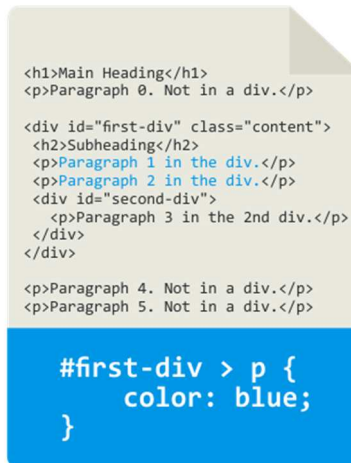 <h1>Main Heading</h1>
<p>Paragraph 0. Not in a div.</p>

<div id="first-div" class="content">
 <h2>Subheading</h2>
 <p>Paragraph 1 in the div.</p>
 <p>Paragraph 2 in the div.</p>
 <div id="second-div">
   <p>Paragraph 3 in the 2nd div.</p>
 </div>
</div>

<p>Paragraph 4. Not in a div.</p>
<p>Paragraph 5. Not in a div.</p>

#first-div > p {
    color: blue;
}